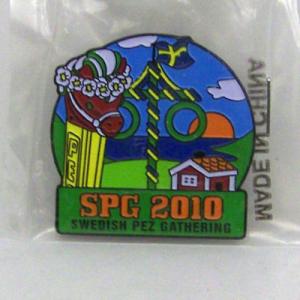 SPG 2010
SWEDISH PEZ GATHERING
MADE IN CHINA